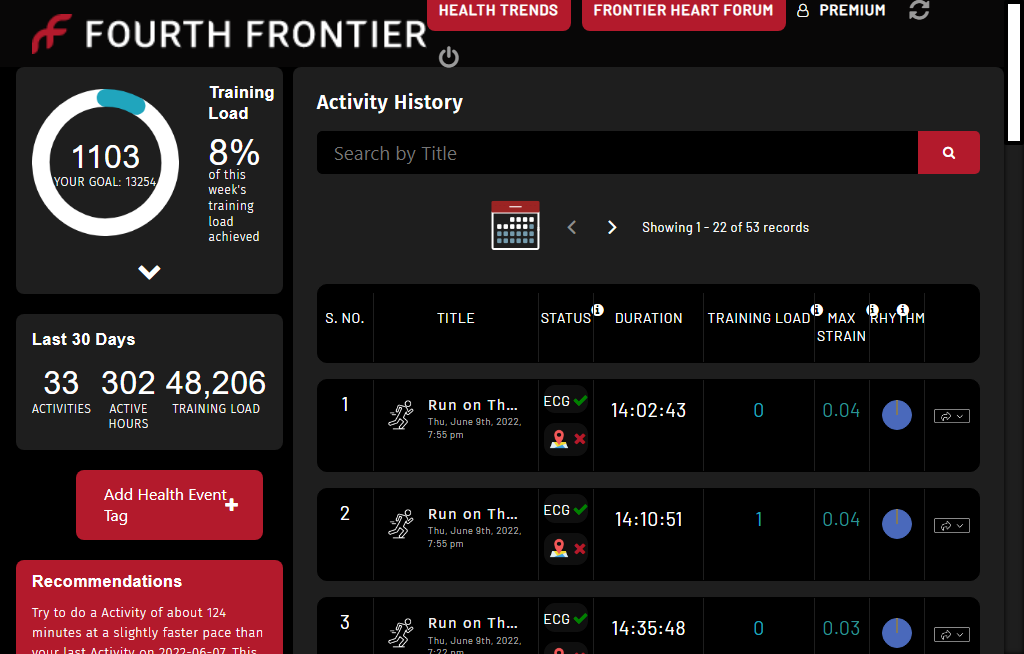 FOURTH FRONTIER
HEALTH TRENDS
FRONTIER HEART FORUM
PREMIUM
1103
YOUR GOAL: 13254
Training
Load
8%
of this
week's
training
load
achieved
Last 30 Days
33 302 48,206
ACTIVITIES ACTIVE TRAINING LOAD
HOURS
Add Health Event
Tag
Recommendations
Try to do a Activity of about 124
minutes at a slightly faster pace than
your last Activity on 2022-06-07. This
Activity History
Search by Title
Showing 1 - 22 of 53 records
S. NO. TITLE STATUS DURATION TRAINING LOAD MAX RHYTHM
STRAIN
1 Run on Th... ECG 14:02:43 0 0.04
Thu, June 9th, 2022,
7:55 pm
2 Run on Th... ECG 14:10:51 1 0.04
Thu, June 9th, 2022,
7:55 pm
3 Run on Th... ECG 14:35:48 0 0.03
Thu, June 9th, 2022,
7:22 pm